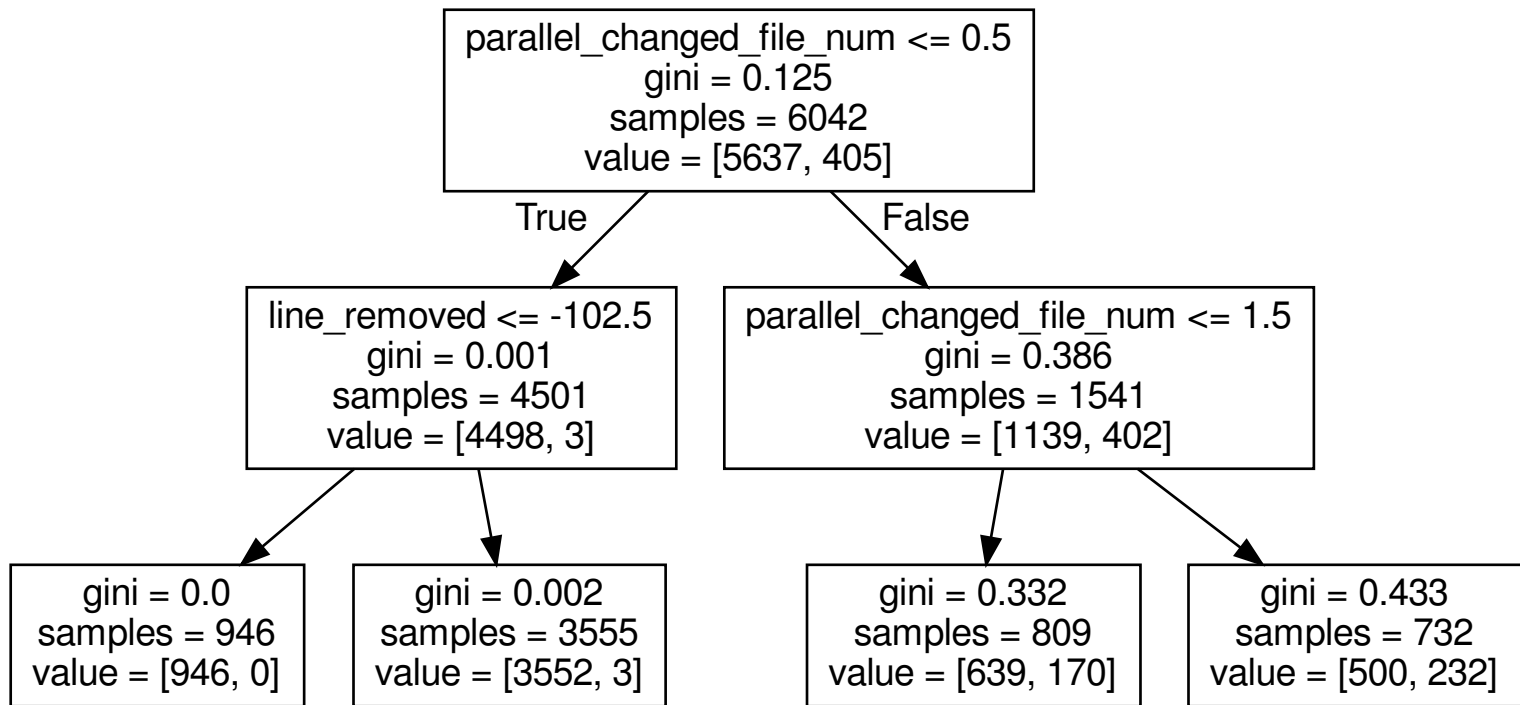 parallel_changed_file_num <= 0.5
gini = 0.125
samples = 6042
value = [5637, 405]
True
False
line_removed <= -102.5
gini = 0.001
samples = 4501
value = [4498, 3]
parallel_changed_file_num <= 1.5
gini = 0.386
samples = 1541
value = [1139, 402]
gini = 0.0
samples = 946
value = [946, 0]
gini = 0.002
samples = 3555
value = [3552, 3]
gini = 0.332
samples = 809
value = [639, 170]
gini = 0.433
samples = 732
value = [500, 232]